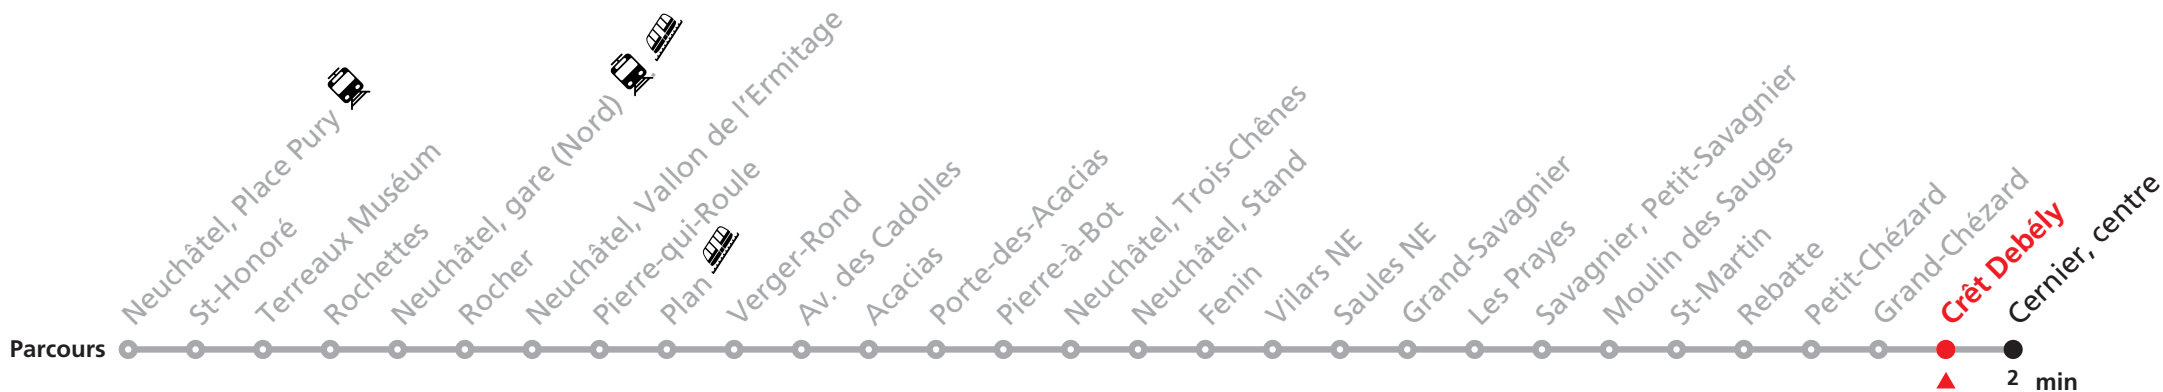 Neuchâtel, Place Pury
St-Honoré
Terreaux Muséum
Rochettes
Neuchâtel, gare (Nord)
Rocher
Neuchâtel, Vallon de l'Ermitage
Pierre-qui-Roule
Plan
Verger-Rond
Av. des Cadolles
Acacias
Porte-des-Acacias
Pierre-à-Bot
Neuchâtel, Trois-Chênes
Neuchâtel, Stand
Fenin
Vilars NE
Saules NE
Grand-Savagnier
Les Prayes
Savagnier, Petit-Savagnier
Moulin des Sauges
St-Martin
Rebatte
Petit-Chézard
Grand-Chézard
Crêt Debély
Cernier, centre
Parcours
2 min